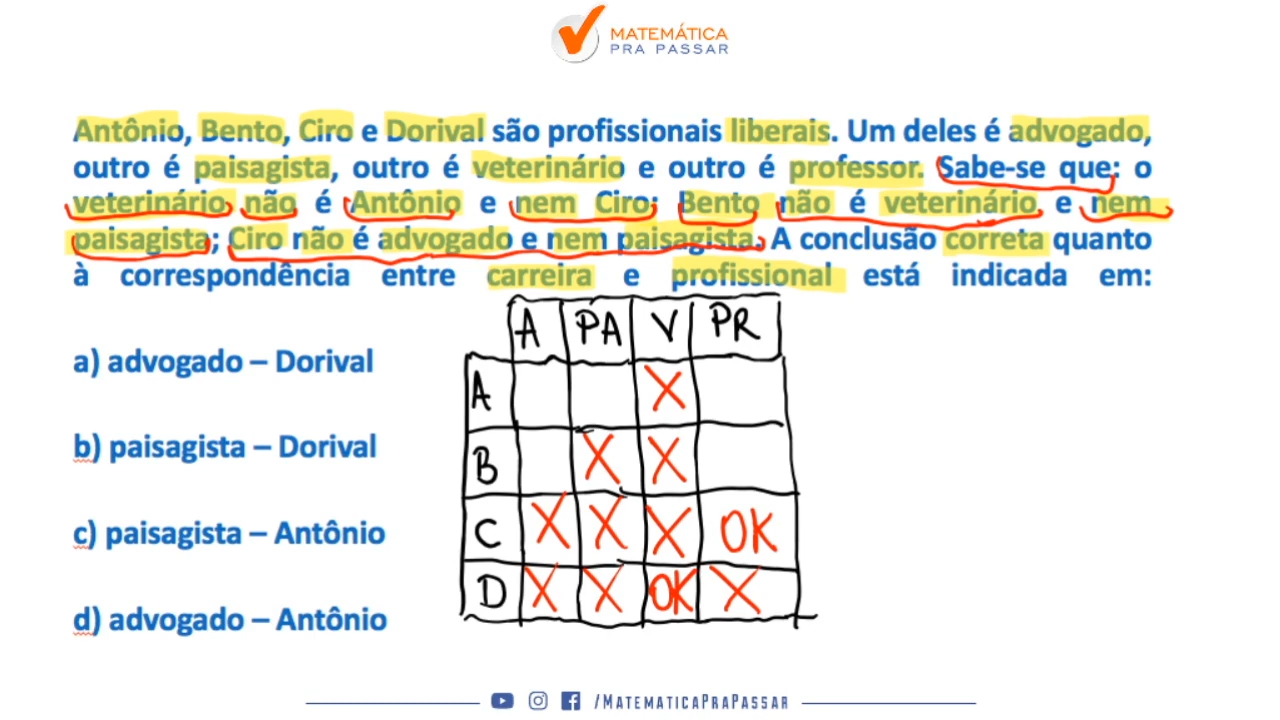 MATEMÁTICA
PRA PASSAR
Antônio, Bento, Ciro e Dorival são profissionais liberais. Um deles é advogado,
outro é paisagista, outro é veterinário e outro é professor. Sabe-se que: o
veterinário não é Antônio e nem Ciro; Bento não é veterinário e nem
paisagista; Ciro não é advogado e nem paisagista. A conclusão correta quanto
à correspondência entre carreira e profissional está indicada em:
a) advogado – Dorival
b) paisagista – Dorival
c) paisagista – Antônio
d) advogado – Antônio
A PA V PR
A X
B X X
C X X X OK
D X X OK X
/MATEMATICAPRAPASSAR